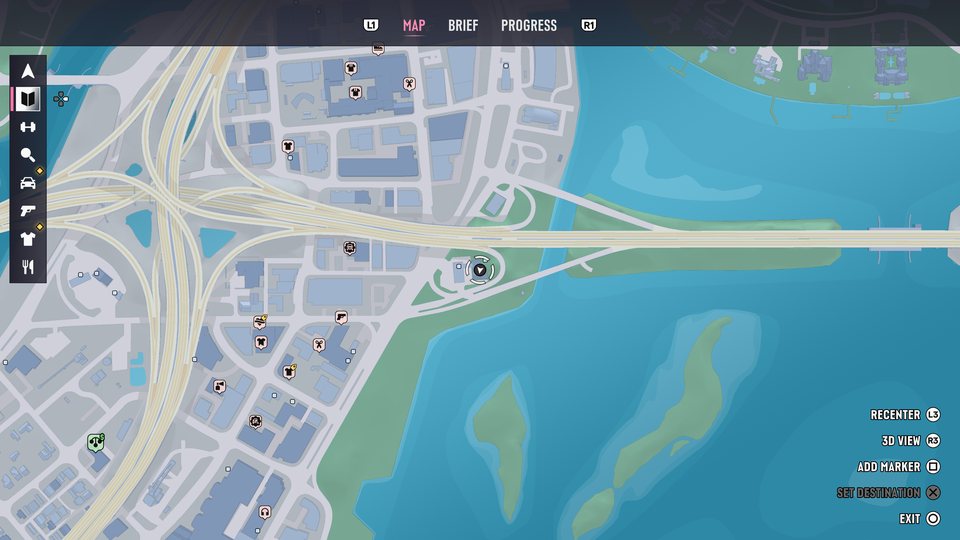 L1 MAP BRIEF PROGRESS R1
RECENTER L3
3D VIEW R3
ADD MARKER
SET DESTINATION
EXIT